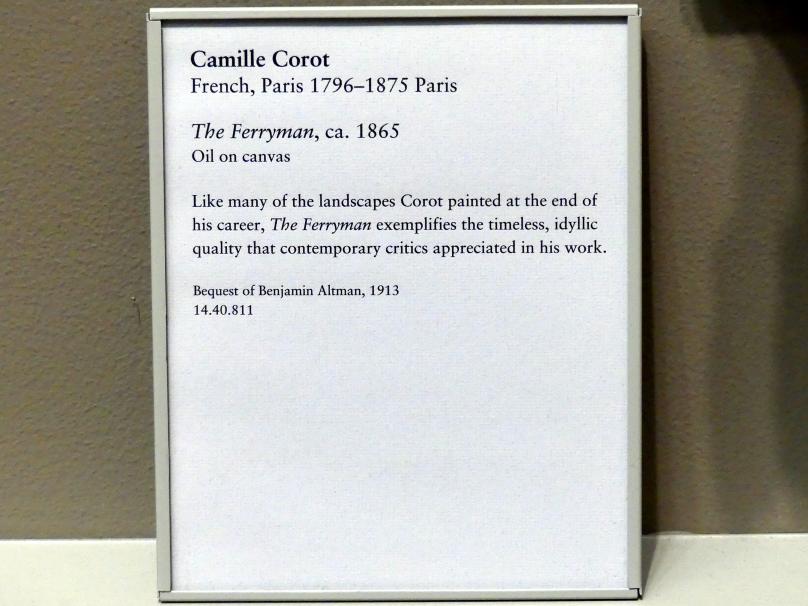 Camille Corot
French, Paris 1796–1875 Paris
The Ferryman, ca. 1865
Oil on canvas
Like many of the landscapes Corot painted at the end of
his career, The Ferryman exemplifies the timeless, idyllic
quality that contemporary critics appreciated in his work.
Bequest of Benjamin Altman, 1913
14.40.811